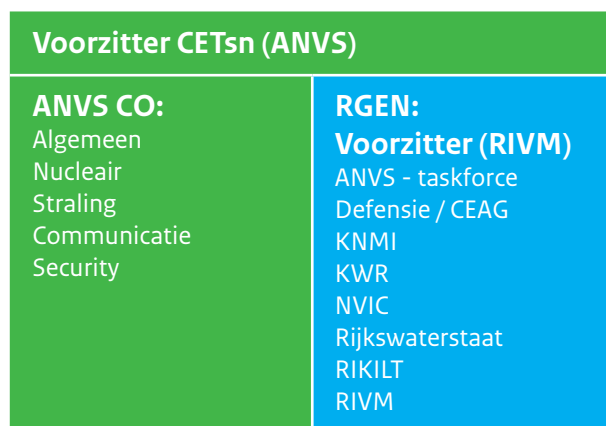 Voorzitter CETsn (ANVS)
ANVS CO:
Algemeen
Nucleair
Straling
Communicatie
Security
RGEN:
Voorzitter (RIVM)
ANVS - taskforce
Defensie / CEAG
KNMI
KWR
NVIC
Rijkswaterstaat
RIKILT
RIVM